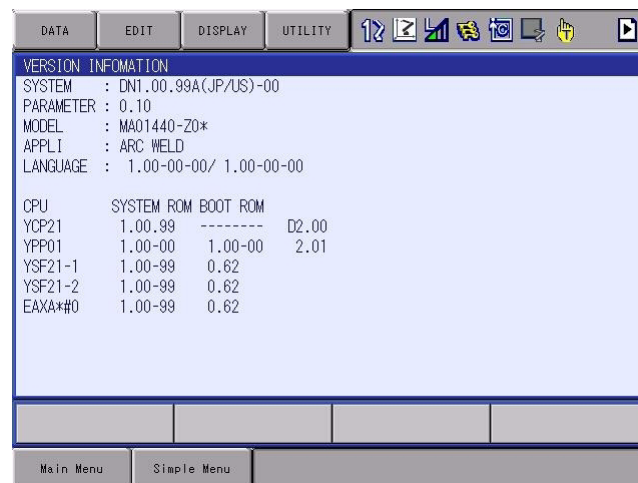 DATA EDIT DISPLAY UTILITY
VERSION INFOMATION
SYSTEM : DN1.00.99A(JP/US)-00
PARAMETER : 0.10
MODEL : MA01440-Z0*
APPLI : ARC WELD
LANGUAGE : 1.00-00-00/ 1.00-00-00
CPU SYSTEM ROM BOOT ROM
YCP21 1.00.99 -------- D2.00
YPP01 1.00-00 1.00-00 2.01
YSF21-1 1.00-99 0.62
YSF21-2 1.00-99 0.62
EAXA*#0 1.00-99 0.62
Main Menu Simple Menu